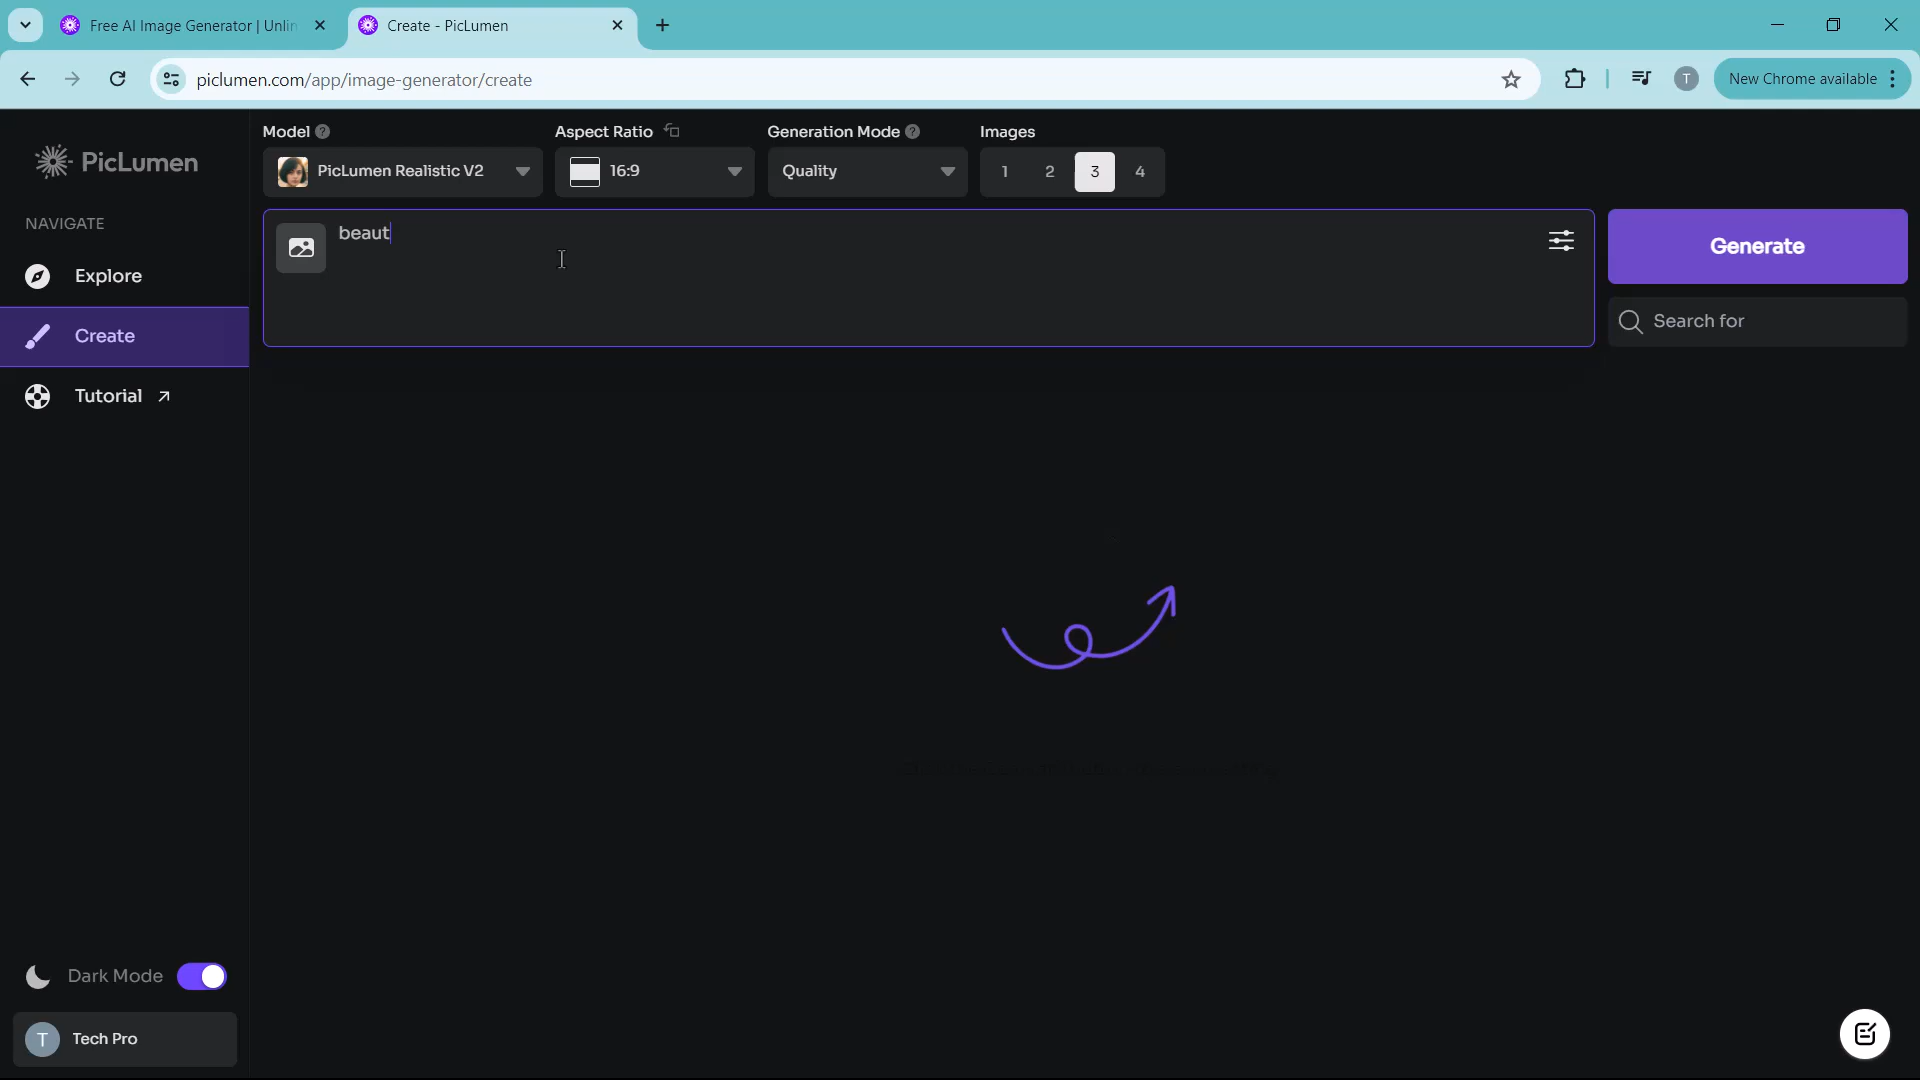 Free AI Image Generator | Unlin
Create - PicLumen
piclumen.com/app/image-generator/create
T
New Chrome available
PicLumen
NAVIGATE
Explore
Create
Tutorial
Dark Mode
T
Tech Pro
Model ?
PicLumen Realistic V2
Aspect Ratio
16:9
Generation Mode ?
Quality
Images
1 2 3 4
beaut
Generate
Search for